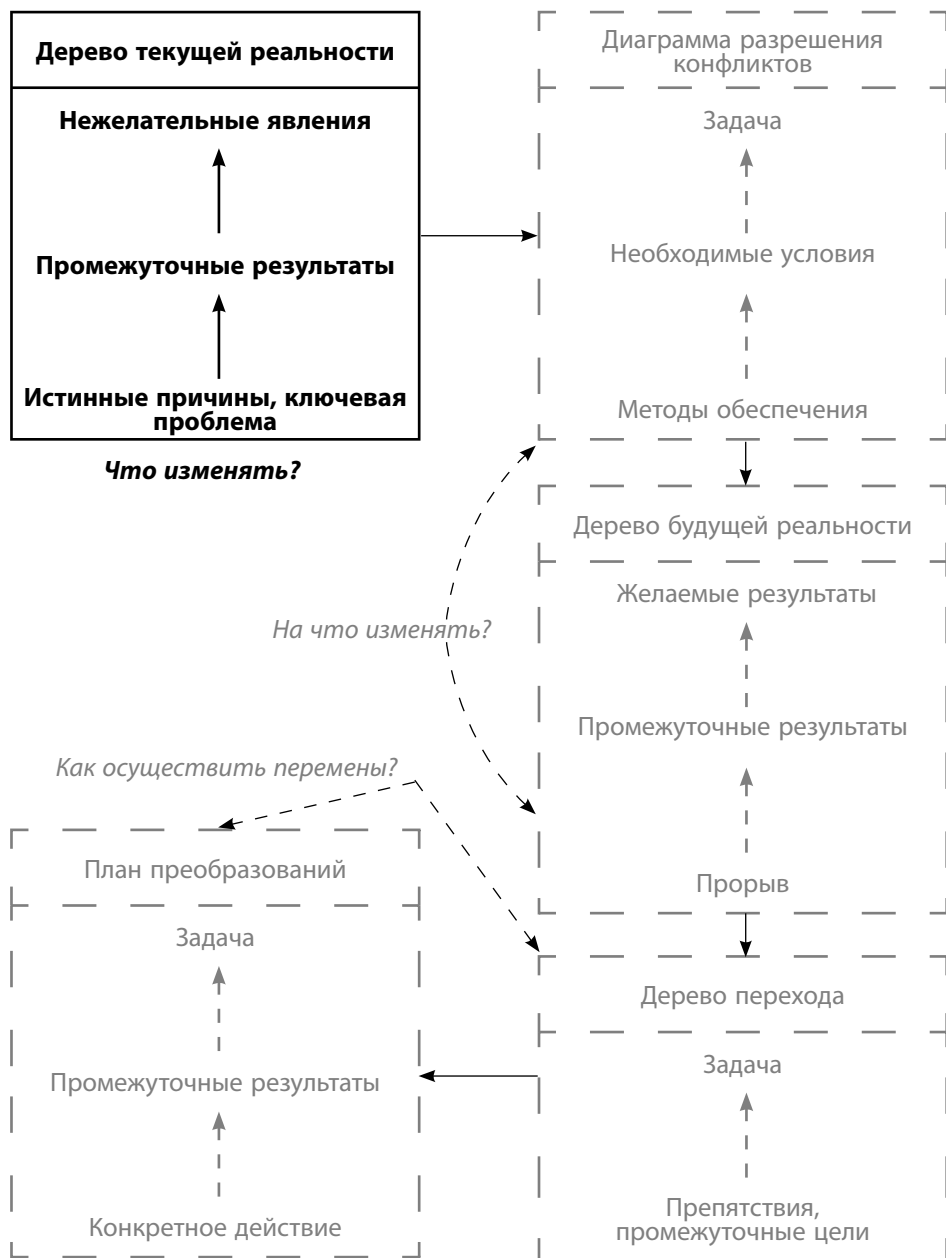 Дерево текущей реальности
Нежелательные явления
Промежуточные результаты
Истинные причины, ключевая
проблема
Что изменять?
Диаграмма разрешения
конфликтов
Задача
Необходимые условия
Методы обеспечения
На что изменять?
Дерево будущей реальности
Желаемые результаты
Промежуточные результаты
Прорыв
Как осуществить перемены?
Дерево перехода
Задача
Препятствия,
промежуточные цели
План преобразований
Задача
Промежуточные результаты
Конкретное действие